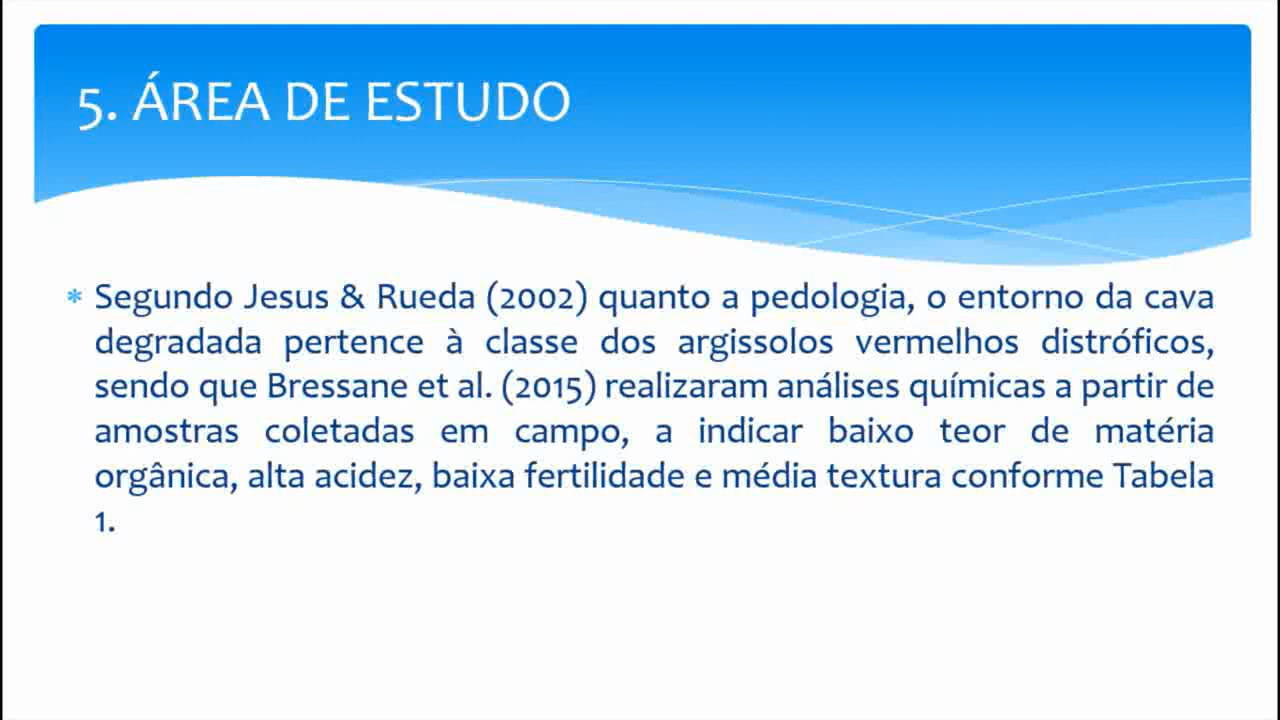 5. ÁREA DE ESTUDO
* Segundo Jesus & Rueda (2002) quanto a pedologia, o entorno da cava
degradada pertence à classe dos argissolos vermelhos distróficos,
sendo que Bressane et al. (2015) realizaram análises químicas a partir de
amostras coletadas em campo, a indicar baixo teor de matéria
orgânica, alta acidez, baixa fertilidade e média textura conforme Tabela
1.